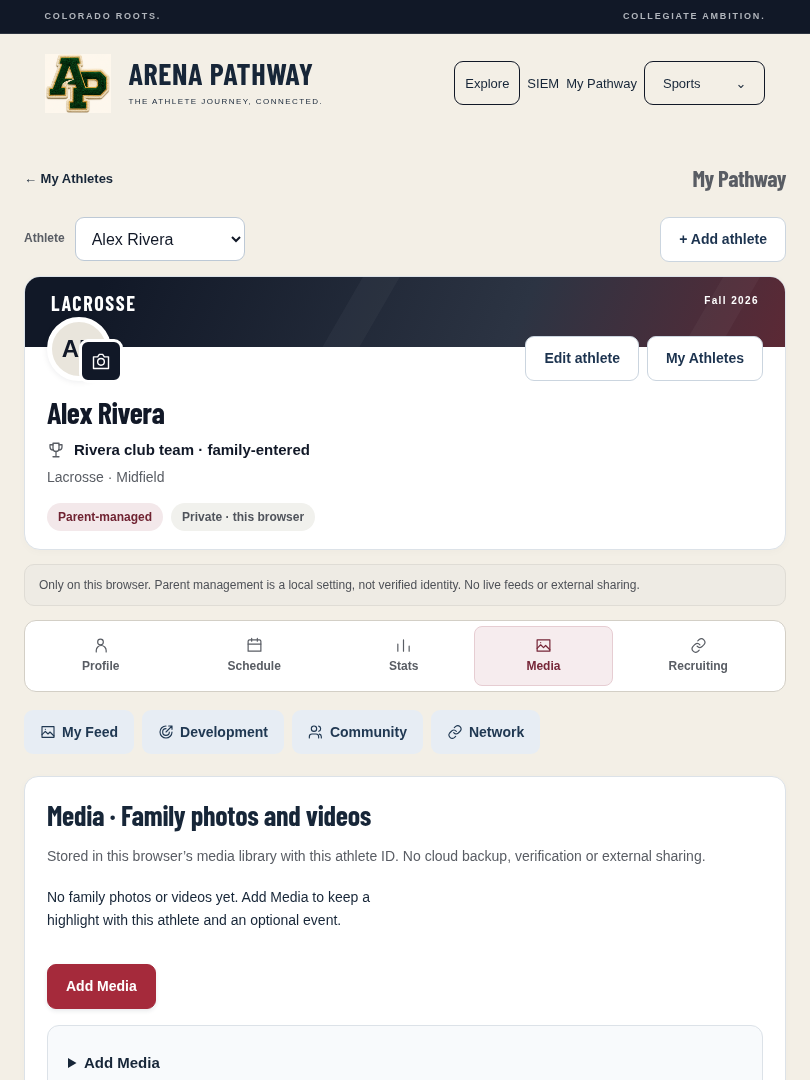 COLORADO ROOTS.
COLLEGIATE AMBITION.
AP
ARENA PATHWAY
THE ATHLETE JOURNEY, CONNECTED.
Explore
SIEM
My Pathway
Sports
← My Athletes
My Pathway
Athlete
Alex Rivera
+ Add athlete
LACROSSE
Fall 2026
Edit athlete
My Athletes
Alex Rivera
Rivera club team · family-entered
Lacrosse · Midfield
Parent-managed
Private · this browser
Only on this browser. Parent management is a local setting, not verified identity. No live feeds or external sharing.
Profile
Schedule
Stats
Media
Recruiting
My Feed
Development
Community
Network
Media · Family photos and videos
Stored in this browser’s media library with this athlete ID. No cloud backup, verification or external sharing.
No family photos or videos yet. Add Media to keep a
highlight with this athlete and an optional event.
Add Media
Add Media